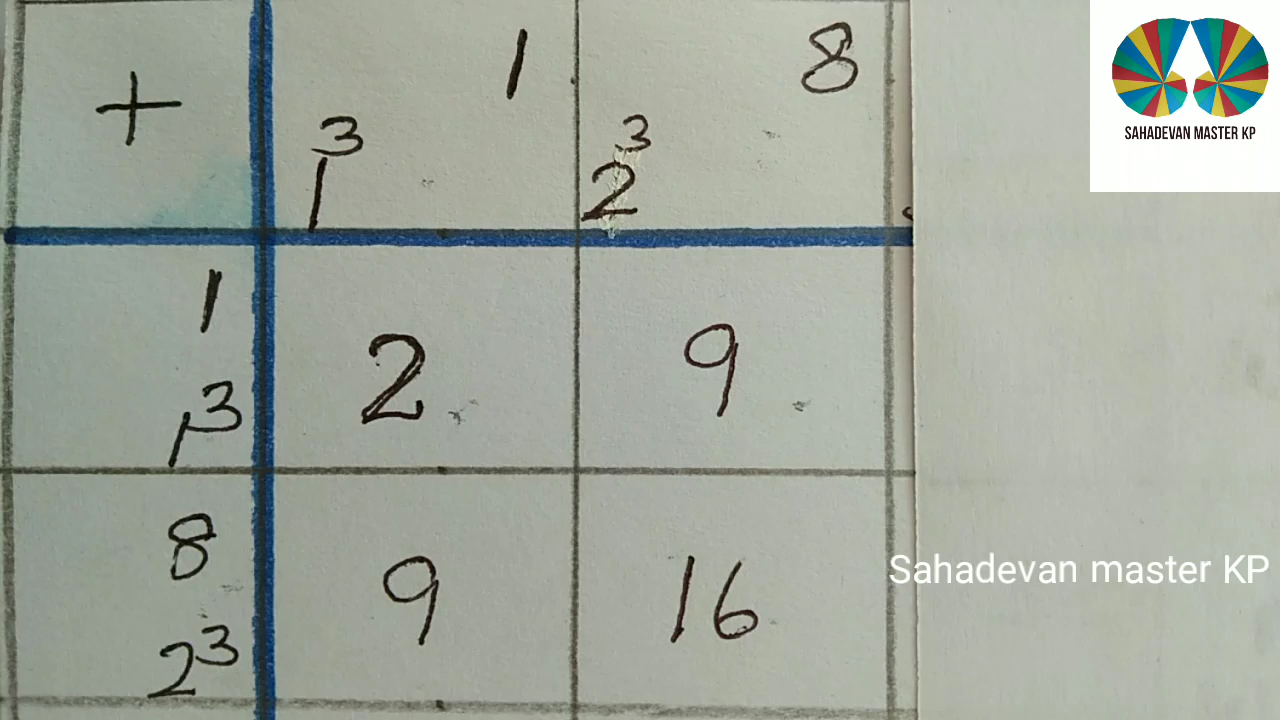 + 1³ 1 2³ 8
1 2 9
1³
8 9 16
2³
SAHADEVAN MASTER KP
Sahadevan master KP